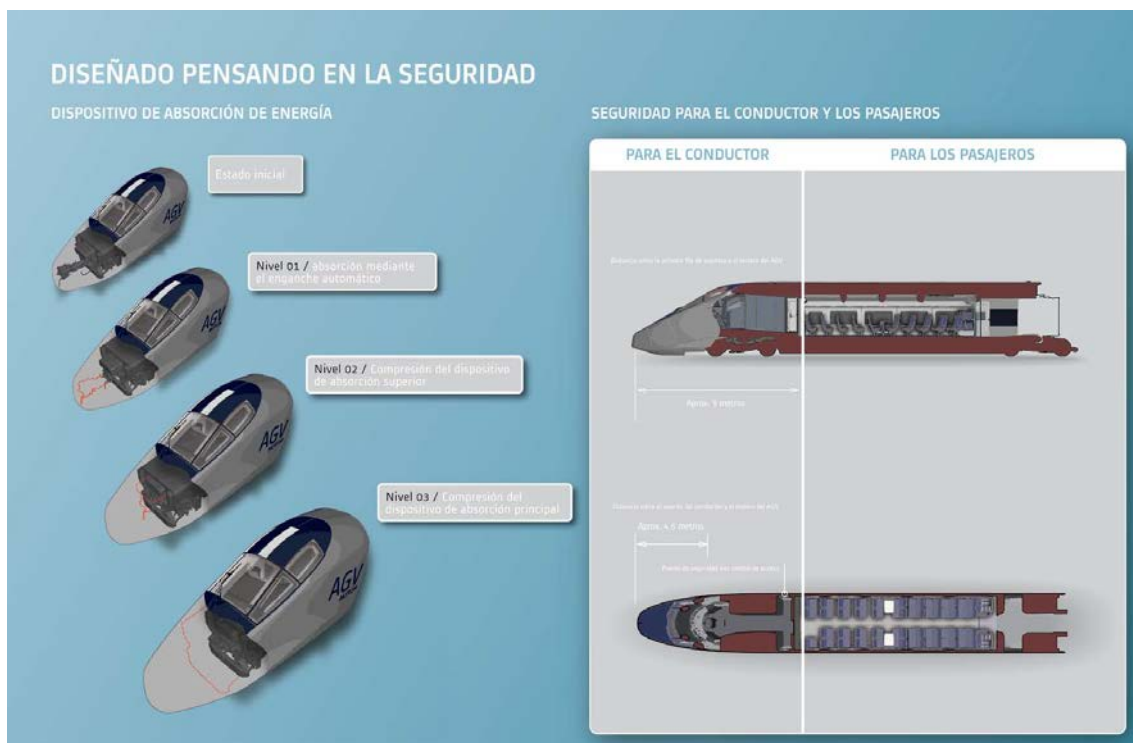 DISEÑADO PENSANDO EN LA SEGURIDAD
DISPOSITIVO DE ABSORCIÓN DE ENERGÍA
Estado inicial
AGV
Nivel 01 / absorción mediante
el enganche automático
AGV
Nivel 02 / Compresión del dispositivo
de absorción superior
AGV
Nivel 03 / Compresión del
dispositivo de absorción principal
AGV
SEGURIDAD PARA EL CONDUCTOR Y LOS PASAJEROS
PARA EL CONDUCTOR
PARA LOS PASAJEROS
Aprox. 9 metros
Aprox. 4,5 metros